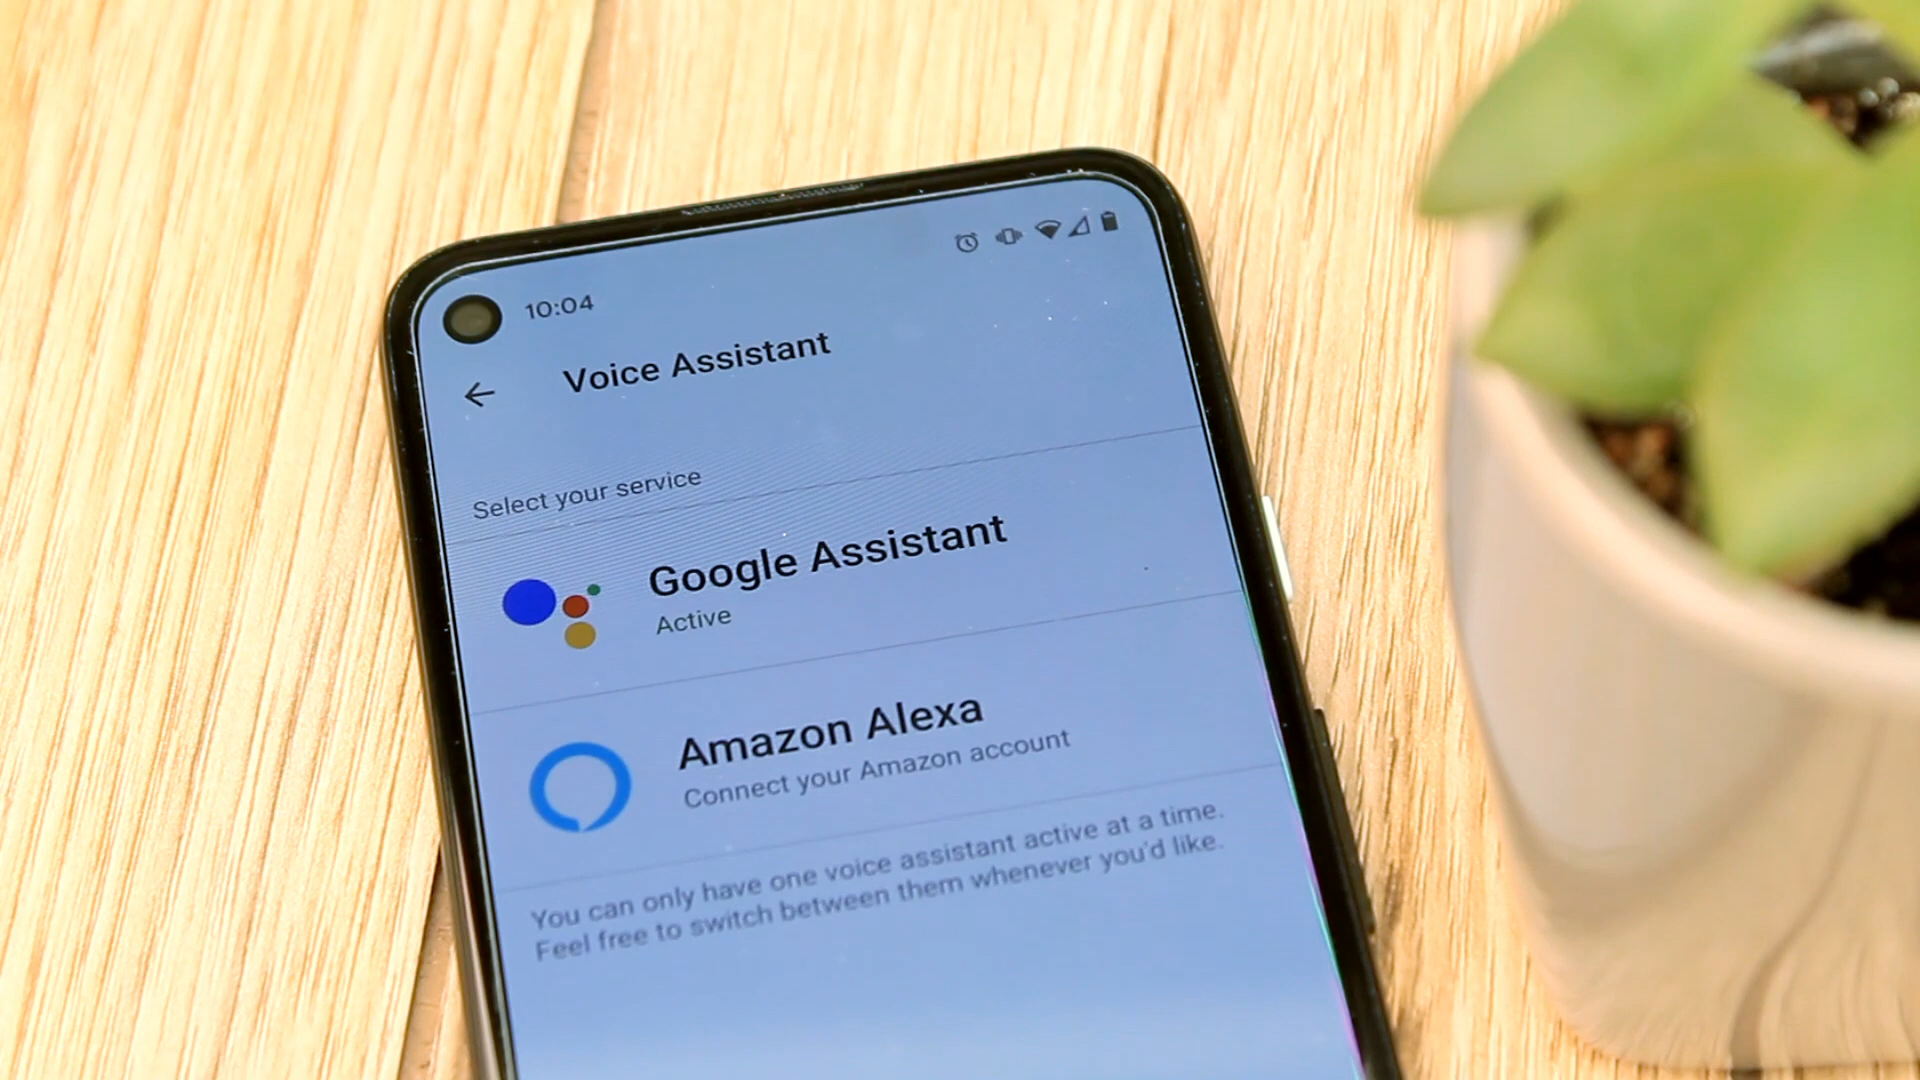 10:04
Voice Assistant
Select your service
Google Assistant
Active
Amazon Alexa
Connect your Amazon account
You can only have one voice assistant active at a time.
Feel free to switch between them whenever you'd like.